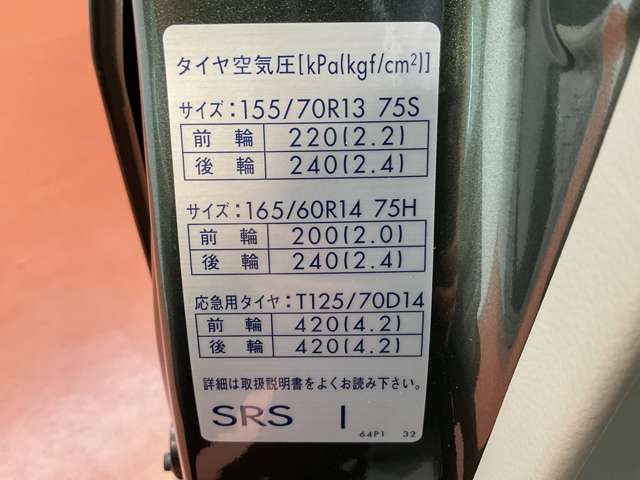 タイヤ空気圧[kPa(kgf/cm²)]
サイズ：155/70R13 75S
前輪 220(2.2)
後輪 240(2.4)
サイズ：165/60R14 75H
前輪 200(2.0)
後輪 240(2.4)
応急用タイヤ：T125/70D14
前輪 420(4.2)
後輪 420(4.2)
詳細は取扱説明書をよくお読み下さい。
SRS I
64P1 32